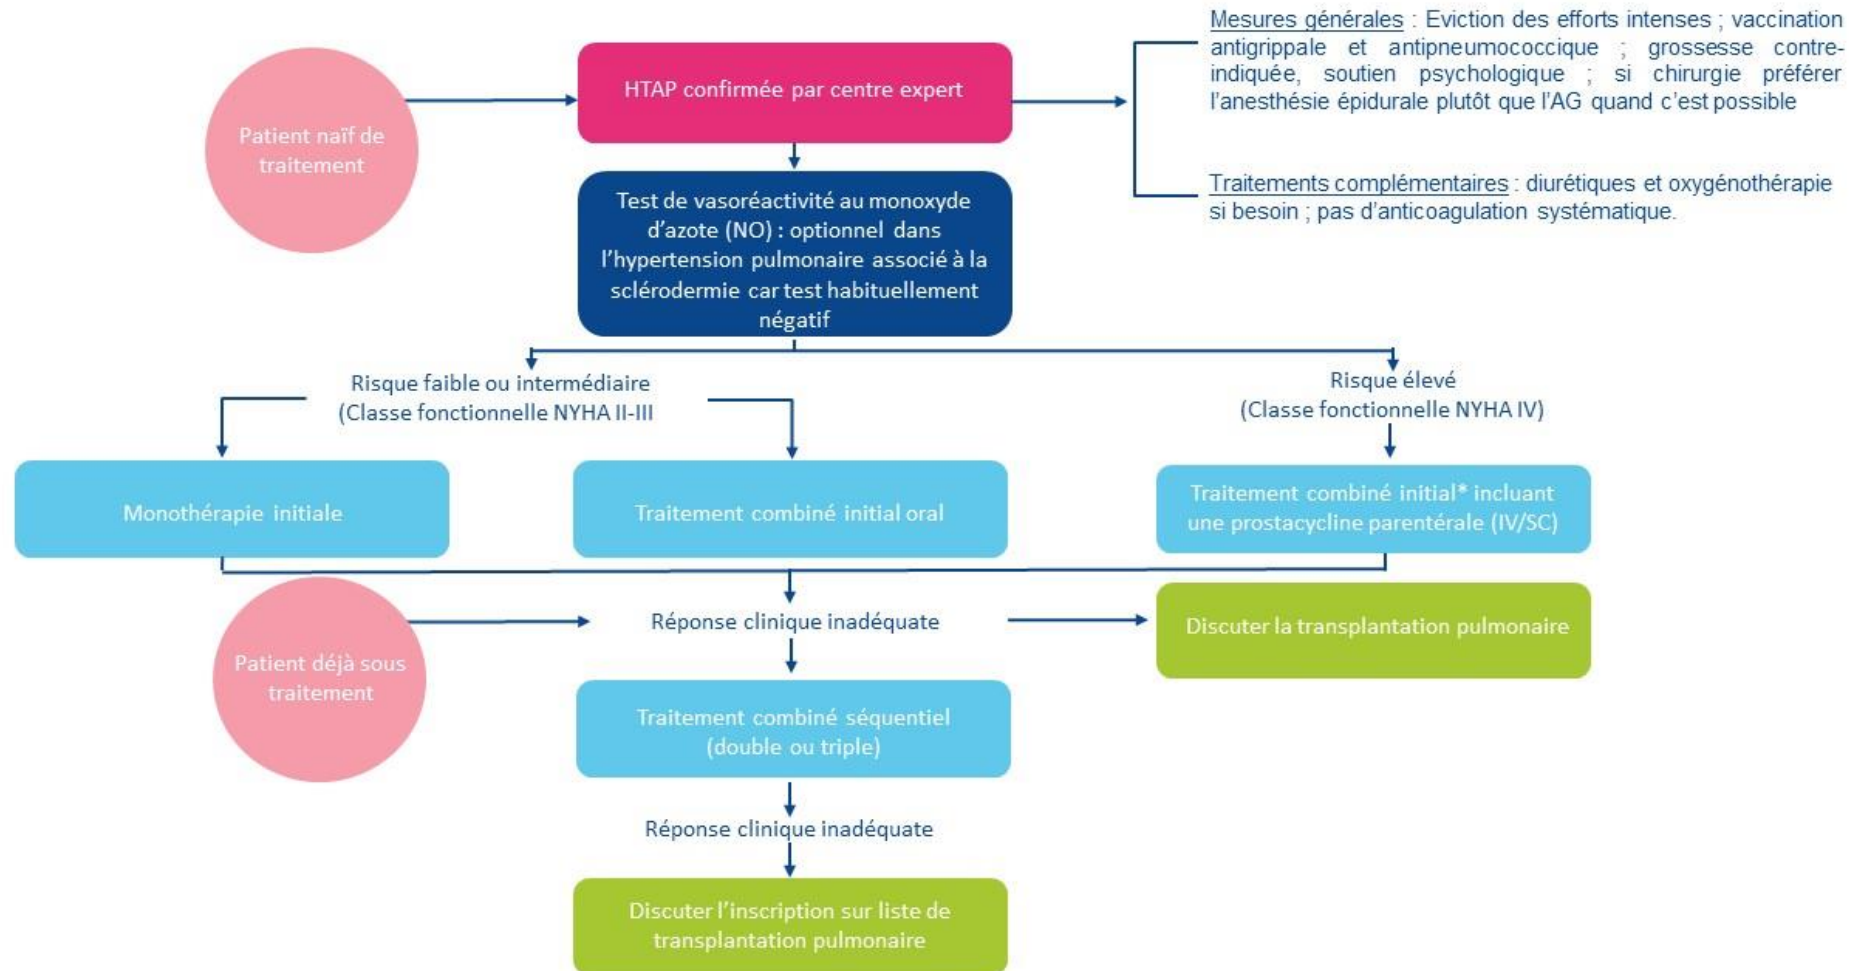 Mesures générales : Eviction des efforts intenses ; vaccination
antigrippale et antipneumococcique ; grossesse contre-
indiquée, soutien psychologique ; si chirurgie préférer
l’anesthésie épidurale plutôt que l’AG quand c’est possible
HTAP confirmée par centre expert
Patient naïf de
traitement
Traitements complémentaires : diurétiques et oxygénothérapie
si besoin ; pas d’anticoagulation systématique.
Test de vasoréactivité au monoxyde
d’azote (NO) : optionnel dans
l’hypertension pulmonaire associé à la
sclérodermie car test habituellement
négatif
Risque faible ou intermédiaire
(Classe fonctionnelle NYHA II-III
Risque élevé
(Classe fonctionnelle NYHA IV)
Monothérapie initiale
Traitement combiné initial oral
Traitement combiné initial* incluant
une prostacycline parentérale (IV/SC)
Patient déjà sous
traitement
Réponse clinique inadéquate
Discuter la transplantation pulmonaire
Traitement combiné séquentiel
(double ou triple)
Réponse clinique inadéquate
Discuter l’inscription sur liste de
transplantation pulmonaire